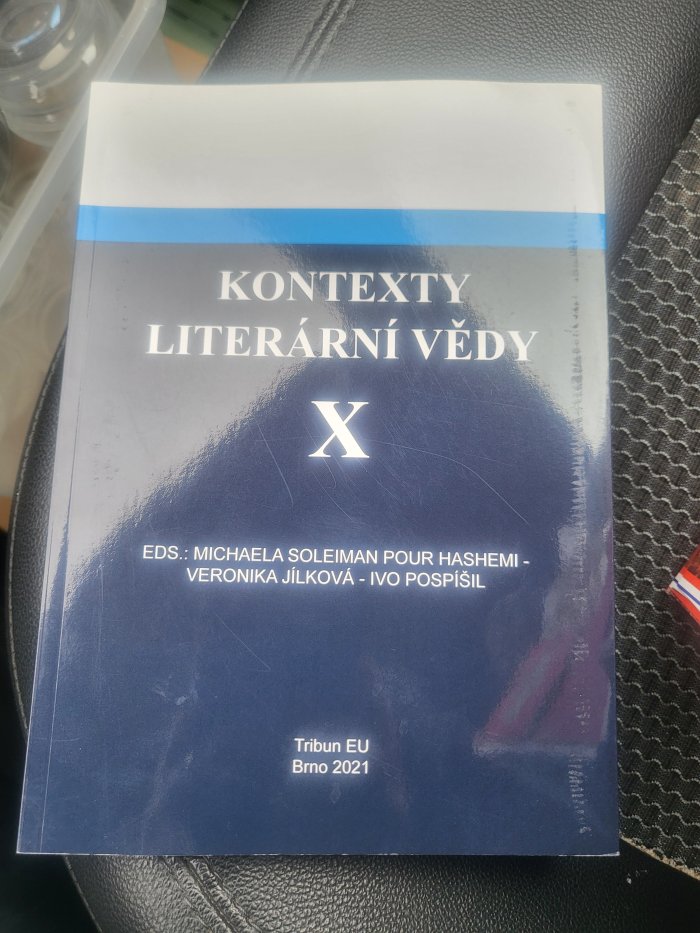 KONTEXTY
LITERÁRNÍ VĚDY
X
EDS.: MICHAELA SOLEIMAN POUR HASHEMI -
VERONIKA JÍLKOVÁ - IVO POSPÍŠIL
Tribun EU
Brno 2021